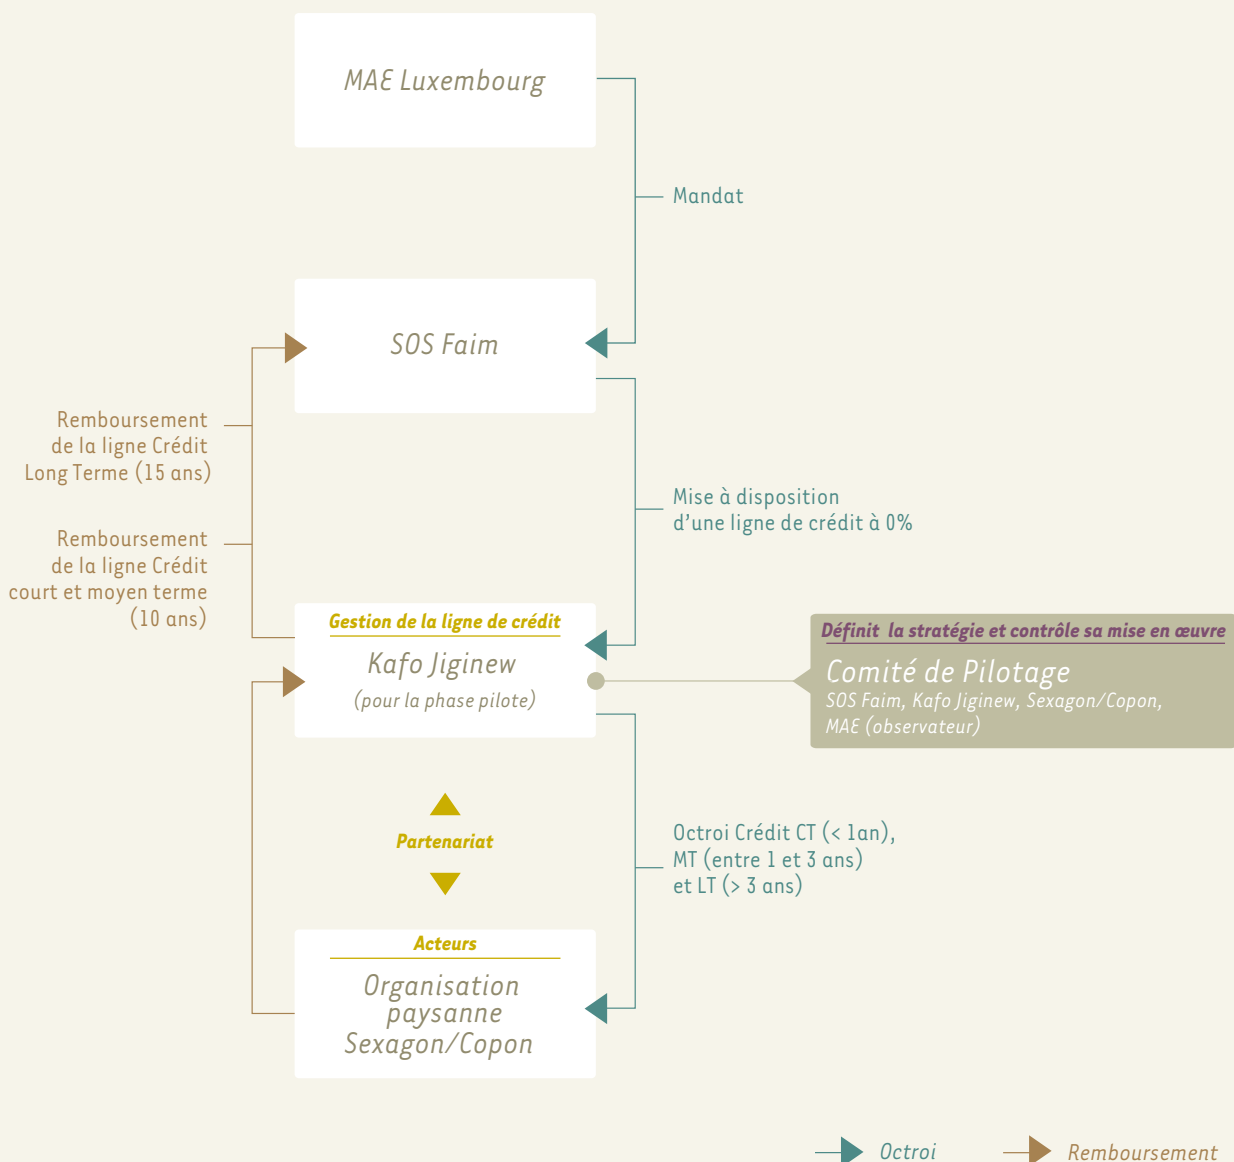 MAE Luxembourg
Mandat
SOS Faim
Remboursement
de la ligne Crédit
Long Terme (15 ans)
Mise à disposition
d’une ligne de crédit à 0%
Remboursement
de la ligne Crédit
court et moyen terme
(10 ans)
Gestion de la ligne de crédit
Kafo Jiginew
(pour la phase pilote)
Définit la stratégie et contrôle sa mise en œuvre
Comité de Pilotage
SOS Faim, Kafo Jiginew, Sexagon/Copon,
MAE (observateur)
Partenariat
Octroi Crédit CT (< 1an),
MT (entre 1 et 3 ans)
et LT (> 3 ans)
Acteurs
Organisation
paysanne
Sexagon/Copon
Octroi
Remboursement